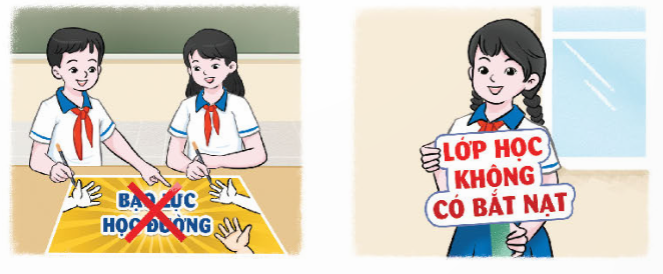 BẠO LỰC
HỌC ĐƯỜNG
LỚP HỌC
KHÔNG
CÓ BẮT NẠT